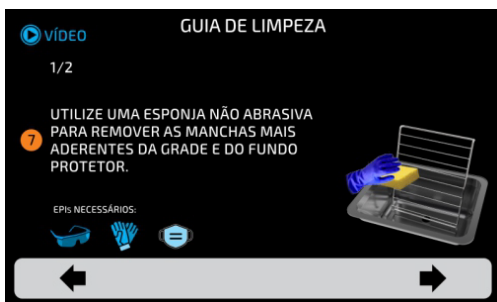 VÍDEO
GUIA DE LIMPEZA
1/2
7
UTILIZE UMA ESPONJA NÃO ABRASIVA
PARA REMOVER AS MANCHAS MAIS
ADERENTES DA GRADE E DO FUNDO
PROTETOR.
EPIs NECESSÁRIOS: